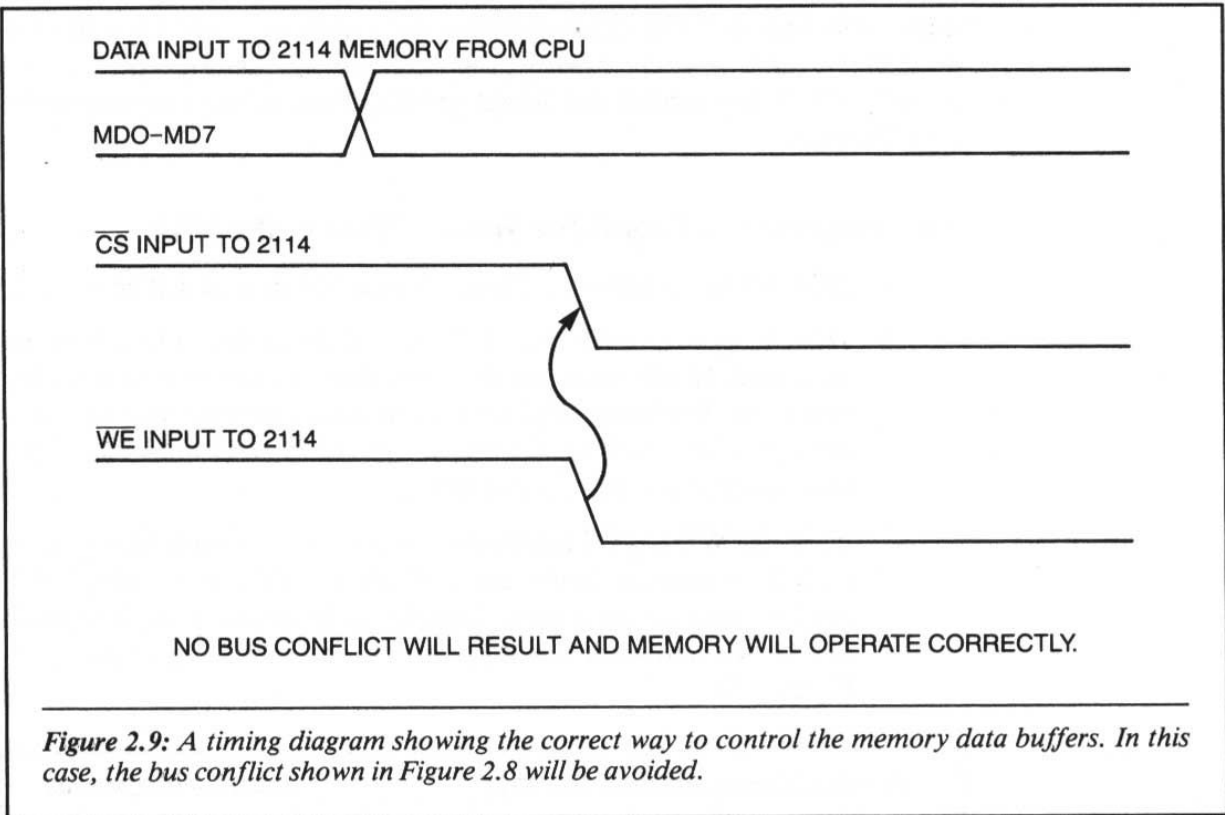 DATA INPUT TO 2114 MEMORY FROM CPU
MDO–MD7
C̅S̅ INPUT TO 2114
W̅E̅ INPUT TO 2114
NO BUS CONFLICT WILL RESULT AND MEMORY WILL OPERATE CORRECTLY.
Figure 2.9: A timing diagram showing the correct way to control the memory data buffers. In this
case, the bus conflict shown in Figure 2.8 will be avoided.